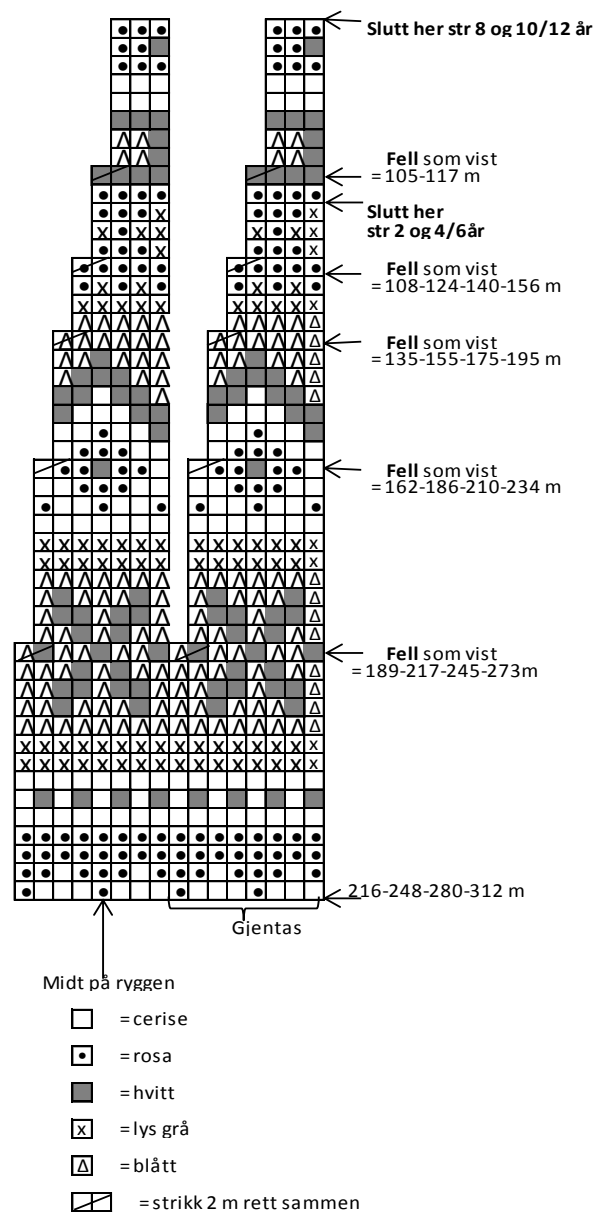 Slutt her str 8 og 10/12 år
Fell som vist
= 105-117 m
Slutt her
str 2 og 4/6år
Fell som vist
= 108-124-140-156 m
Fell som vist
= 135-155-175-195 m
Fell som vist
= 162-186-210-234 m
Fell som vist
= 189-217-245-273m
216-248-280-312 m
Gjentas
Midt på ryggen
= cerise
= rosa
= hvitt
= lys grå
= blått
= strikk 2 m rett sammen